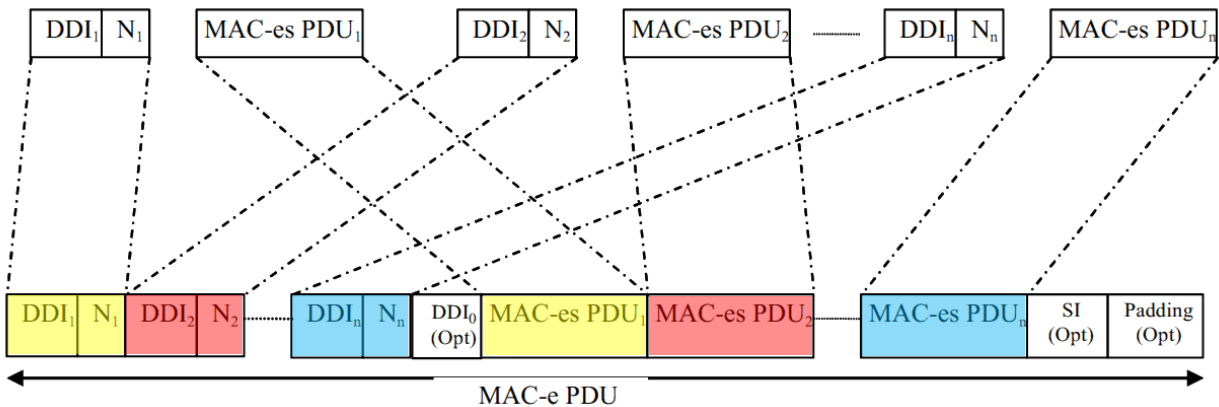 DDI₁ N₁ MAC-es PDU₁ DDI₂ N₂ MAC-es PDU₂ DDIₙ Nₙ MAC-es PDUₙ
DDI₁ N₁ DDI₂ N₂ DDIₙ Nₙ DDI₀ (Opt) MAC-es PDU₁ MAC-es PDU₂ MAC-es PDUₙ SI (Opt) Padding (Opt)
MAC-e PDU